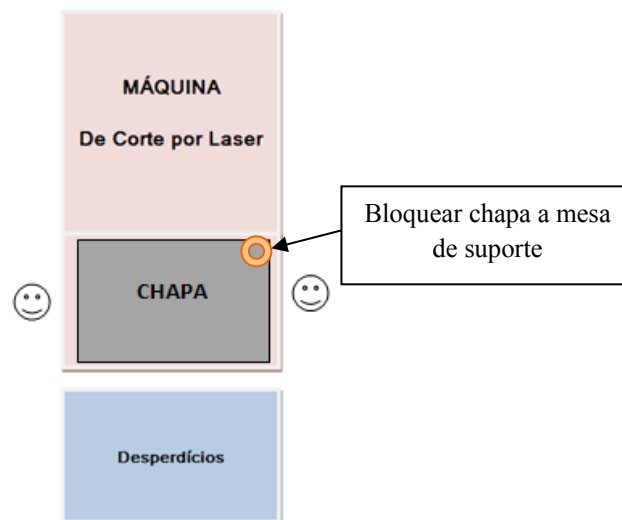 MÁQUINA
De Corte por Laser
Bloquear chapa a mesa
de suporte
CHAPA
Desperdícios